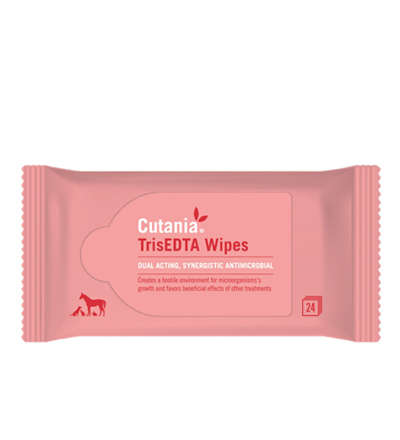 Cutania®
TrisEDTA Wipes
DUAL ACTING, SYNERGISTIC ANTIMICROBIAL
Creates a hostile environment for microorganisms's
growth and favors beneficial effects of other treatments
24